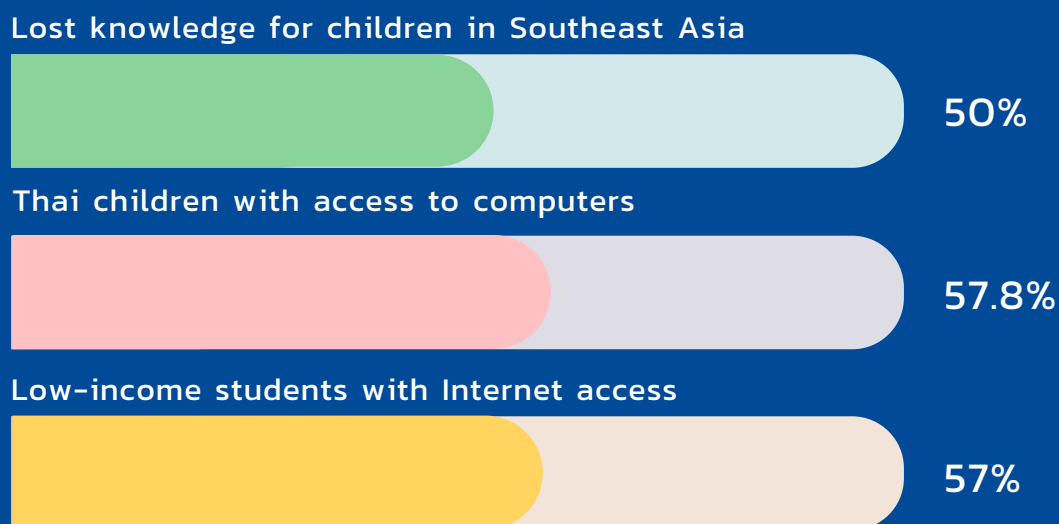 Lost knowledge for children in Southeast Asia
50%
Thai children with access to computers
57.8%
Low-income students with Internet access
57%